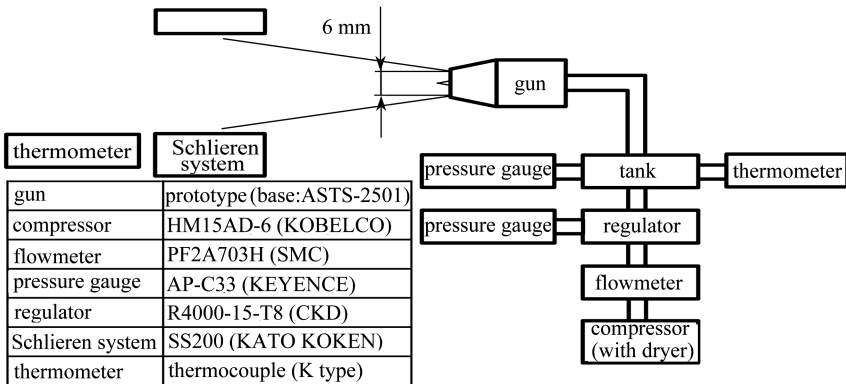 6 mm
gun
thermometer
Schlieren
system
pressure gauge
tank
thermometer
pressure gauge
regulator
flowmeter
compressor
(with dryer)
gun prototype (base:ASTS-2501)
compressor HM15AD-6 (KOBELCO)
flowmeter PF2A703H (SMC)
pressure gauge AP-C33 (KEYENCE)
regulator R4000-15-T8 (CKD)
Schlieren system SS200 (KATO KOKEN)
thermometer thermocouple (K type)